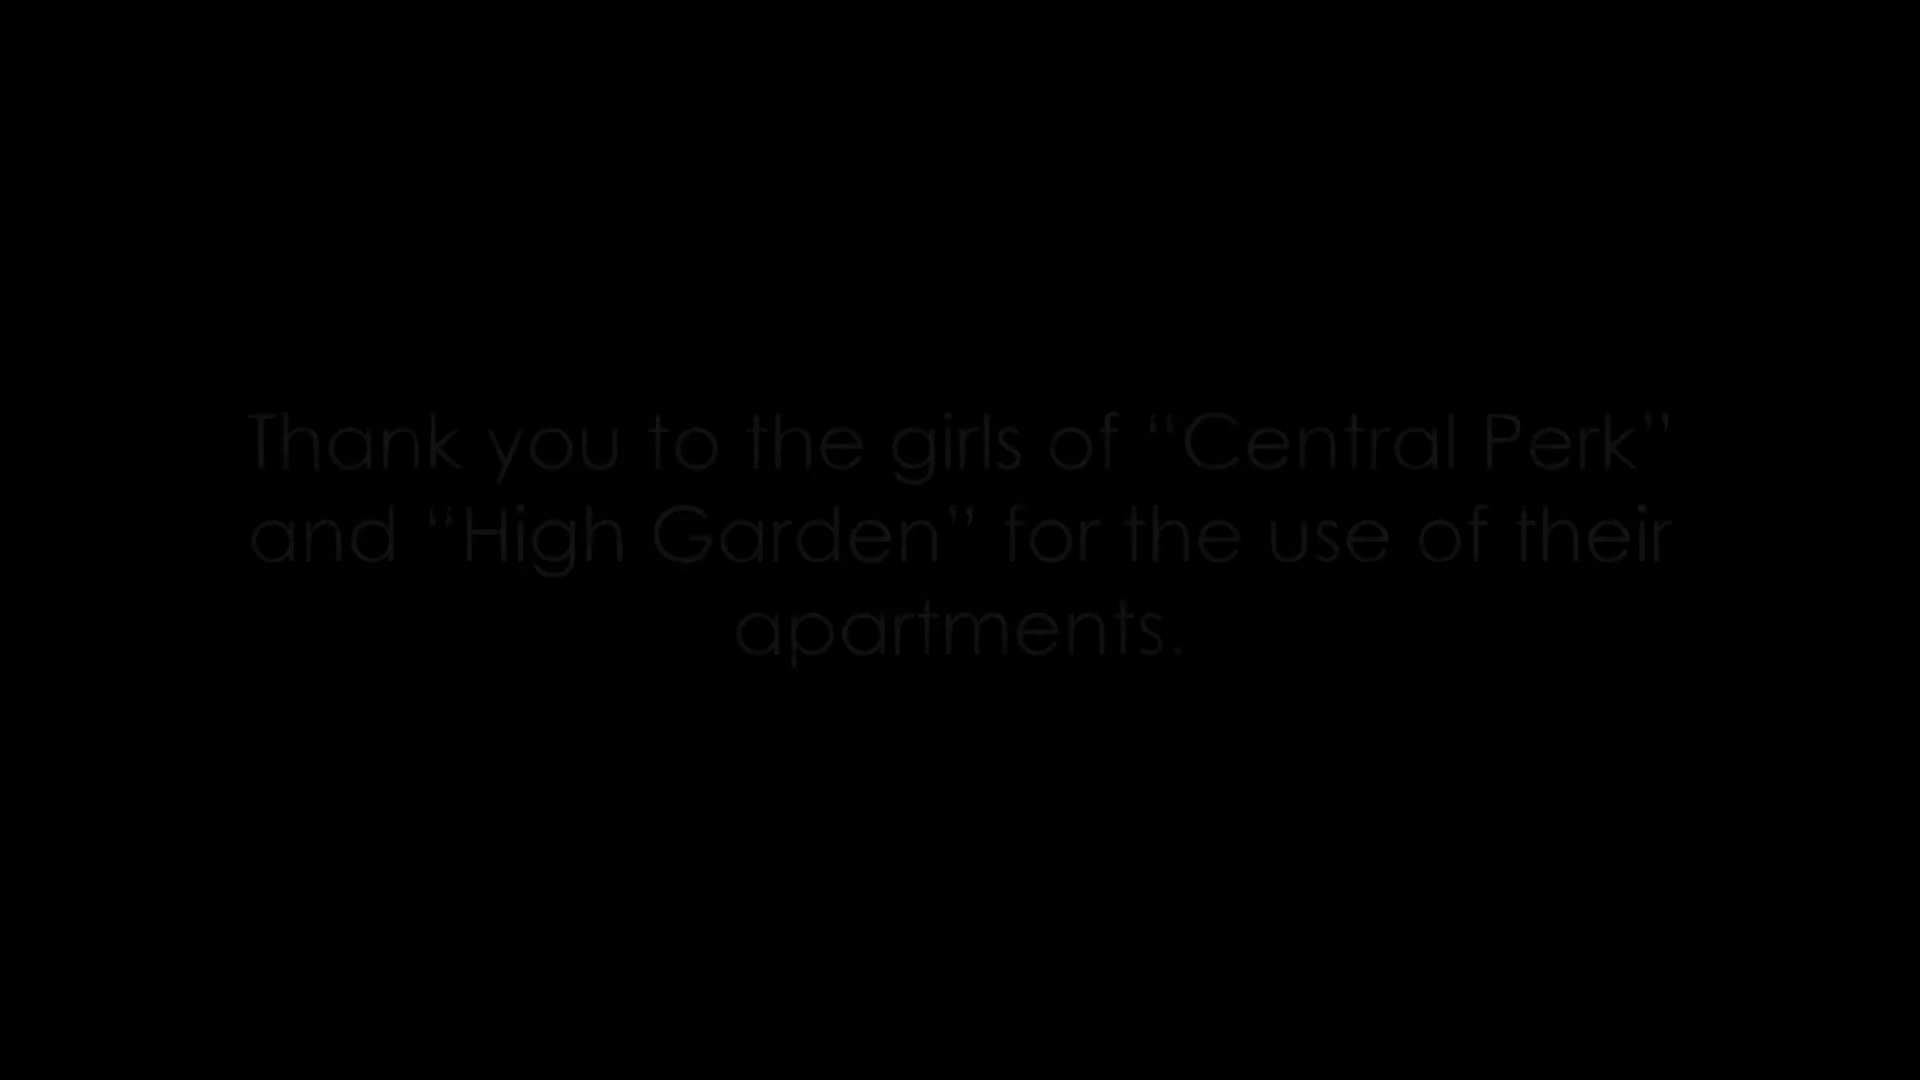 Thank you to the girls of “Central Perk”
and “High Garden” for the use of their
apartments.